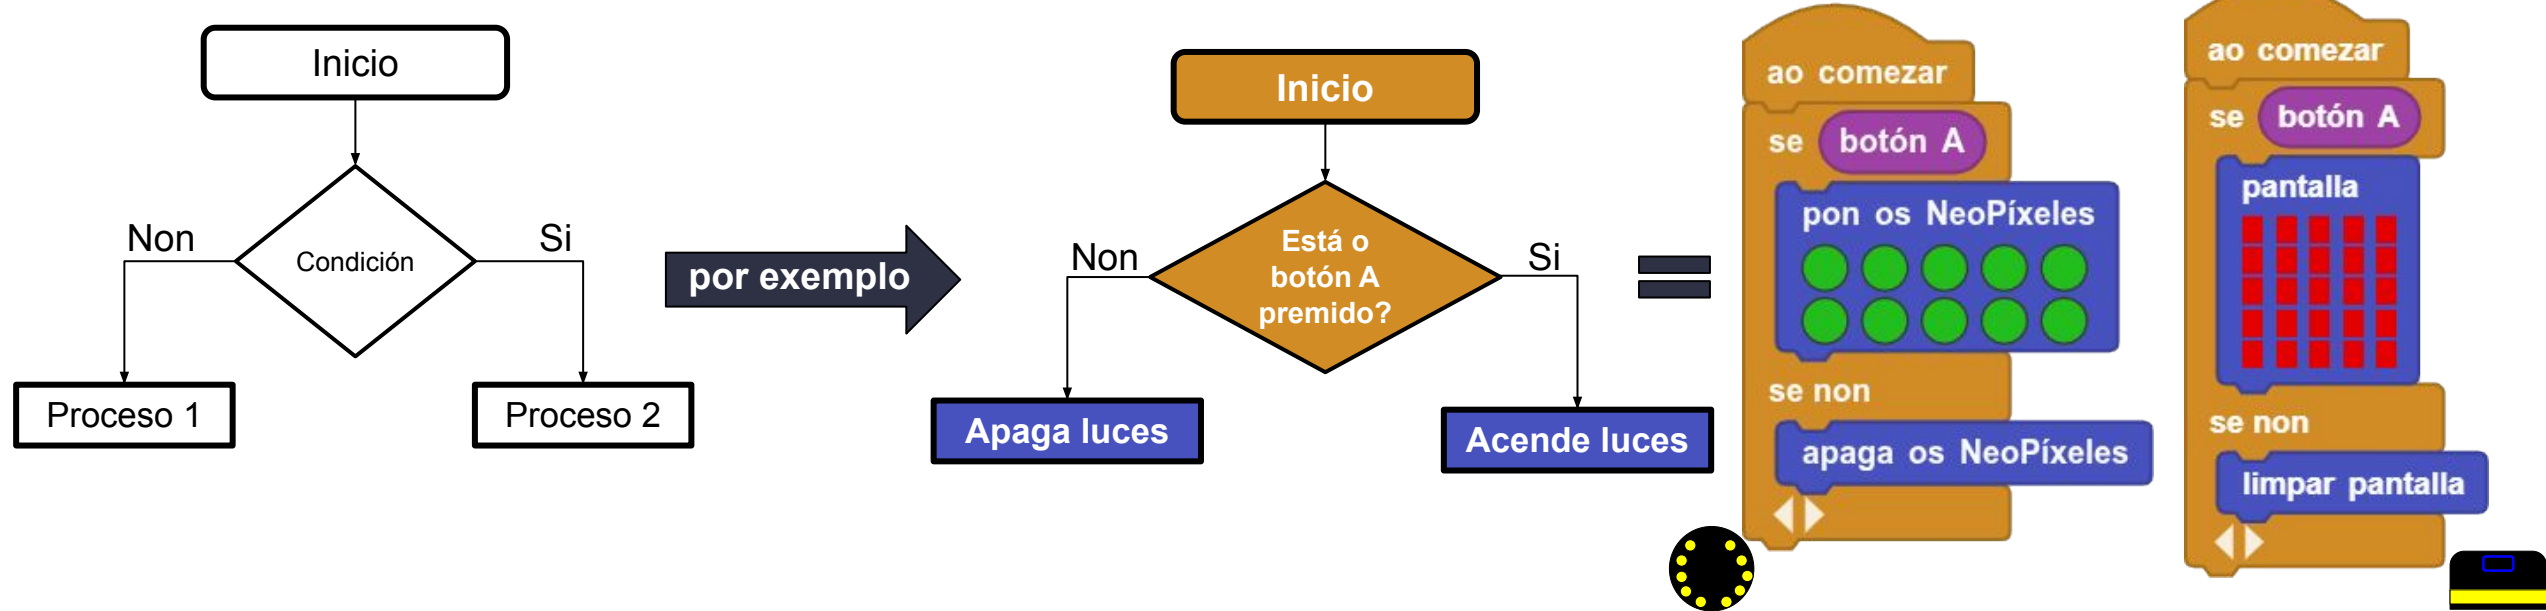 Inicio
Condición
Non
Si
Proceso 1
Proceso 2
por exemplo
Inicio
Está o
botón A
premido?
Non
Si
Apaga luces
Acende luces
ao comezar
se botón A
pon os NeoPíxeles
se non
apaga os NeoPíxeles
ao comezar
se botón A
pantalla
se non
limpar pantalla